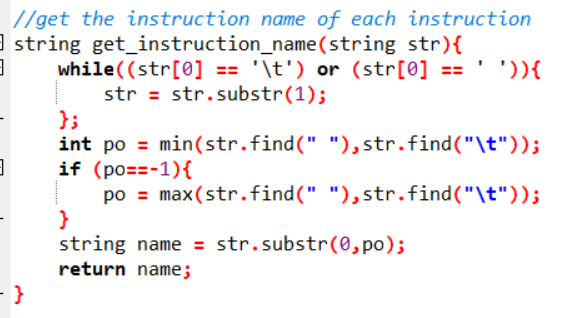 //get the instruction name of each instruction
string get_instruction_name(string str){
    while((str[0] == '\t') or (str[0] == ' ')){
        str = str.substr(1);
    };
    int po = min(str.find(" "),str.find("\t"));
    if (po==-1){
        po = max(str.find(" "),str.find("\t"));
    }
    string name = str.substr(0,po);
    return name;
}